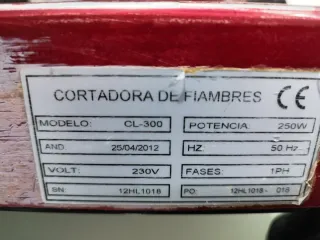 CORTADORA DE FIAMBRES CE
MODELO: CL-300 POTENCIA: 250W
AND 25/04/2012 HZ: 50 Hz
VOLT: 230V FASES: 1PH
SN: 12HL1018 PO: 12HL1018- 018